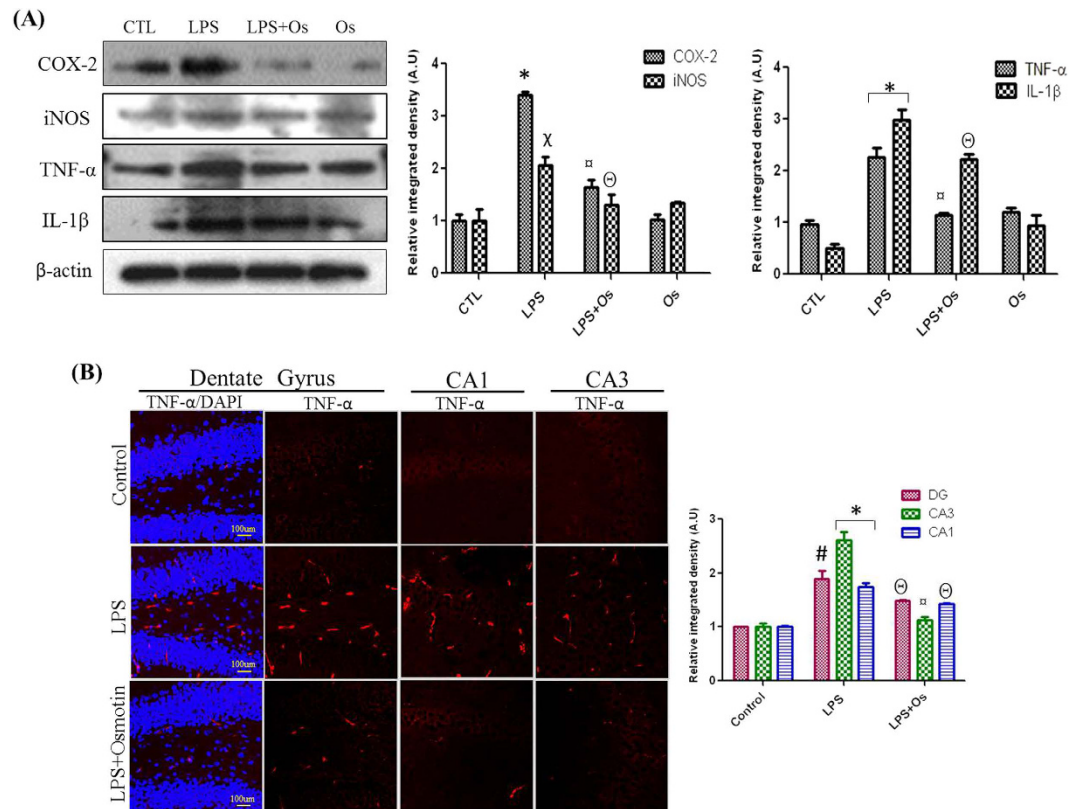 (A)
CTL LPS LPS+Os Os
COX-2
iNOS
TNF-α
IL-1β
β-actin
Relative integrated density (A.U)
4
3
2
1
0
COX-2
iNOS
*
χ
¤
Θ
CTL
LPS
LPS+Os
Os
Relative integrated density (A.U)
4
3
2
1
0
TNF-α
IL-1β
*
¤
Θ
CTL
LPS
LPS+Os
Os
(B)
Dentate Gyrus CA1 CA3
TNF-α/DAPI TNF-α TNF-α TNF-α
Control
100um
LPS
100um
LPS+Osmotin
100um
Relative integrated density (A.U)
3
2
1
0
DG
CA3
CA1
#
*
Θ
¤
Θ
Control
LPS
LPS+Os